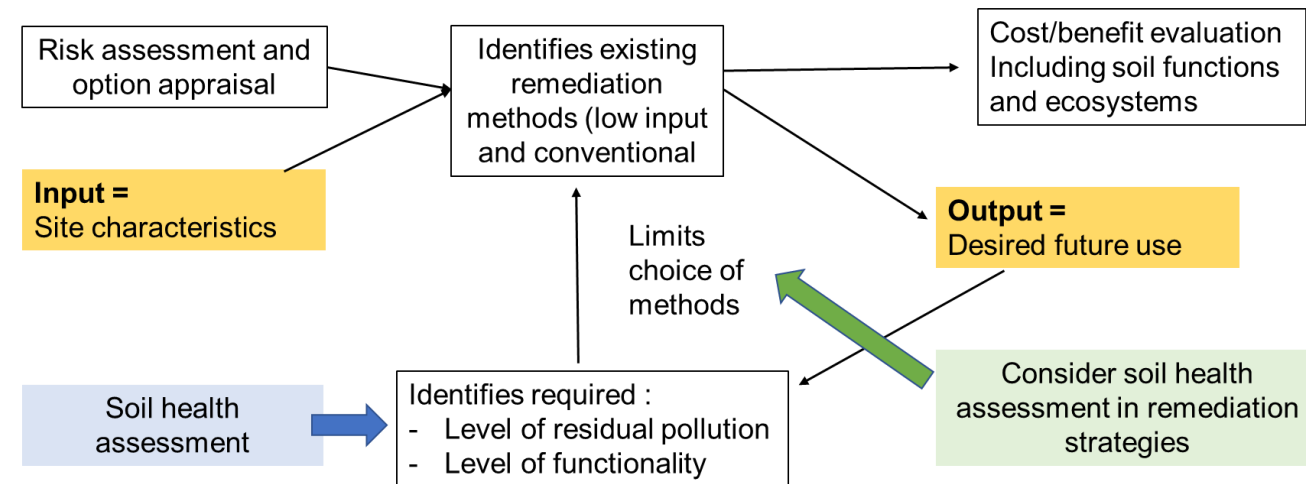 Risk assessment and
option appraisal
Identifies existing
remediation
methods (low input
and conventional
Cost/benefit evaluation
Including soil functions
and ecosystems
Input =
Site characteristics
Output =
Desired future use
Limits
choice of
methods
Soil health
assessment
Identifies required :
- Level of residual pollution
- Level of functionality
Consider soil health
assessment in remediation
strategies